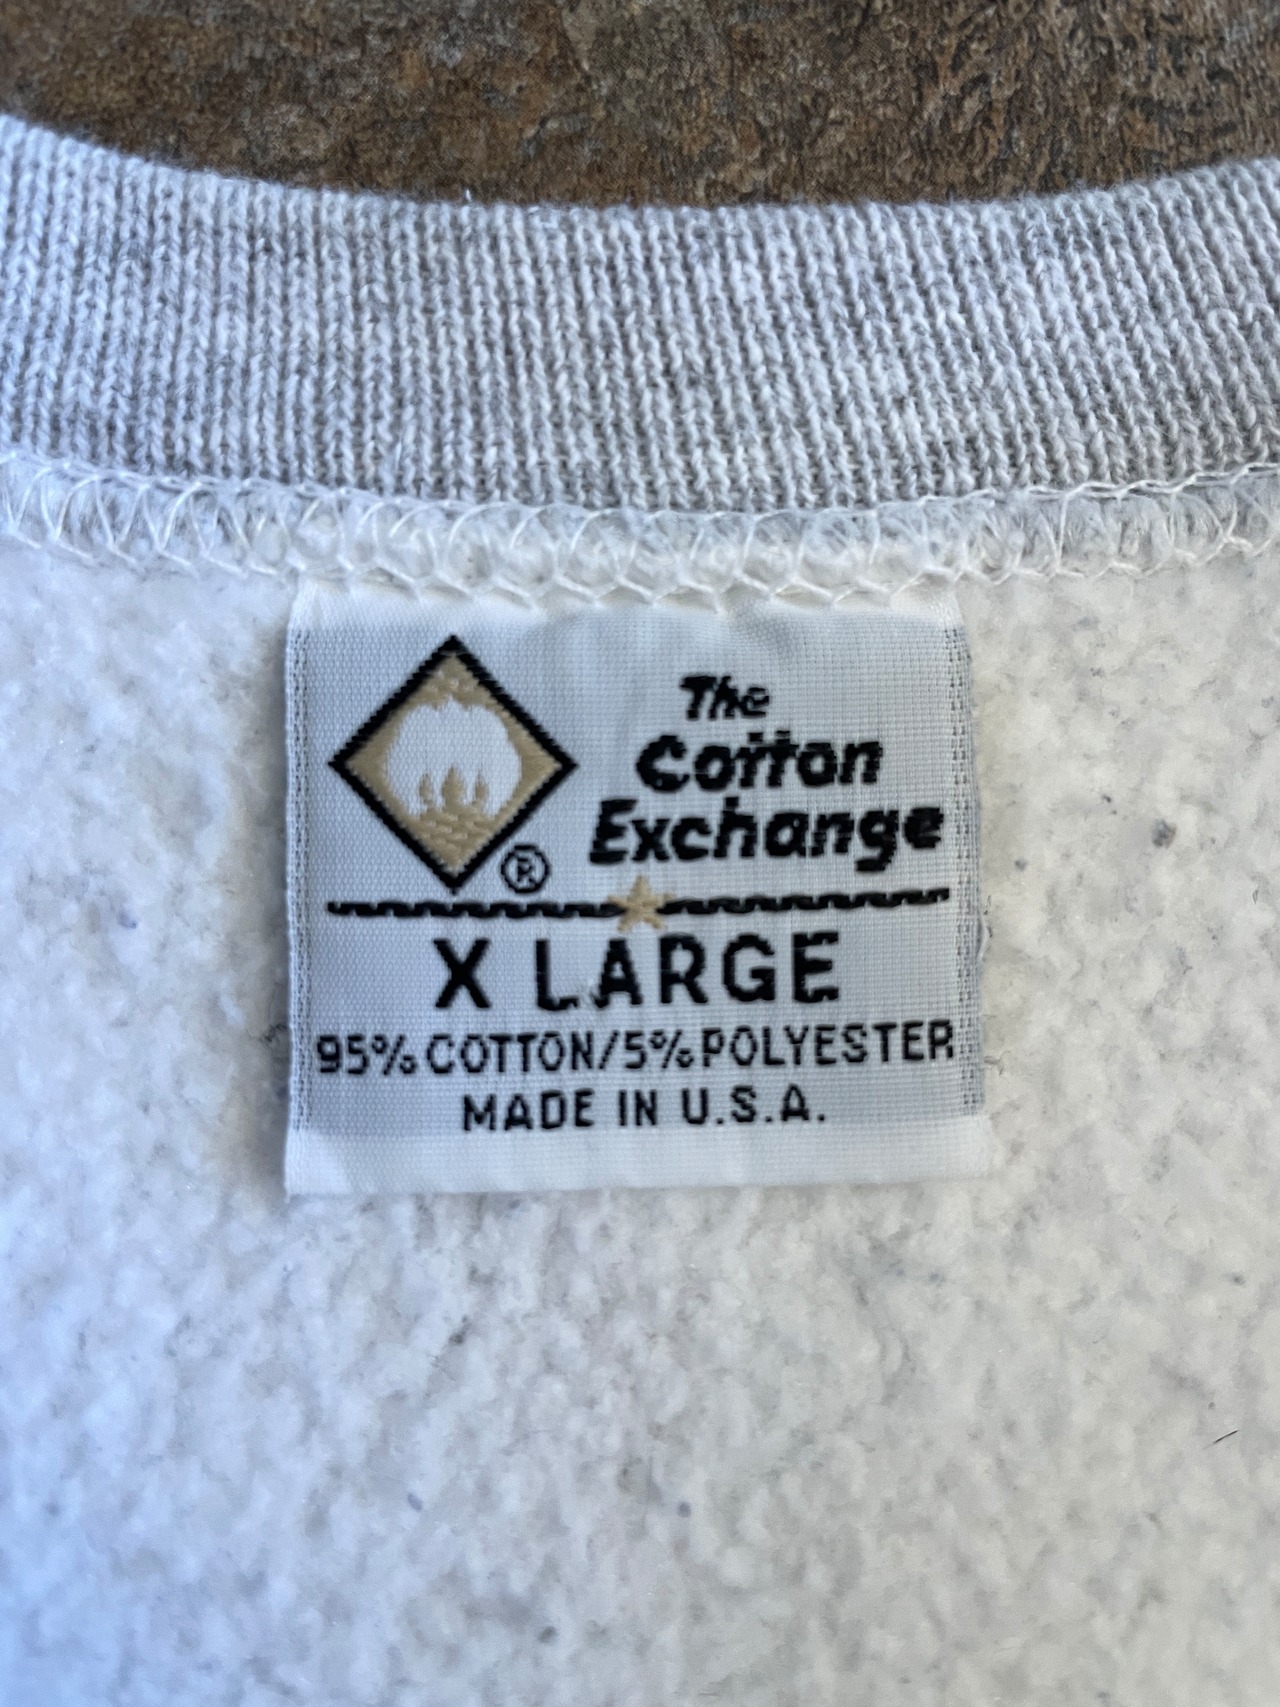 The
Cotton
Exchange
®
X LARGE
95% COTTON/5% POLYESTER
MADE IN U.S.A.